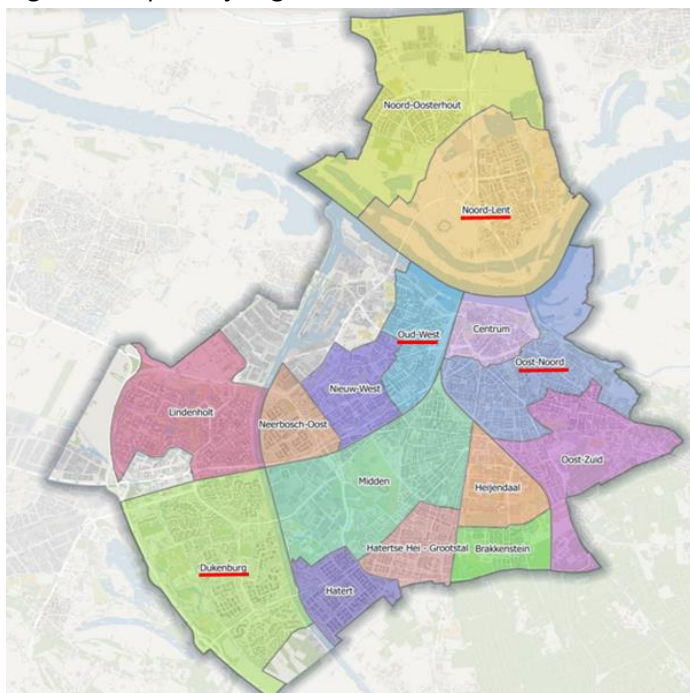 Noord-Oosterhout
Noord-Lent
Oud-West
Centrum
Oost-Noord
Nieuw-West
Lindenholt
Neerbosch-Oost
Oost-Zuid
Midden
Heijendaal
Hatertse Hei - Grootstal
Brakkenstein
Dukenburg
Hatert